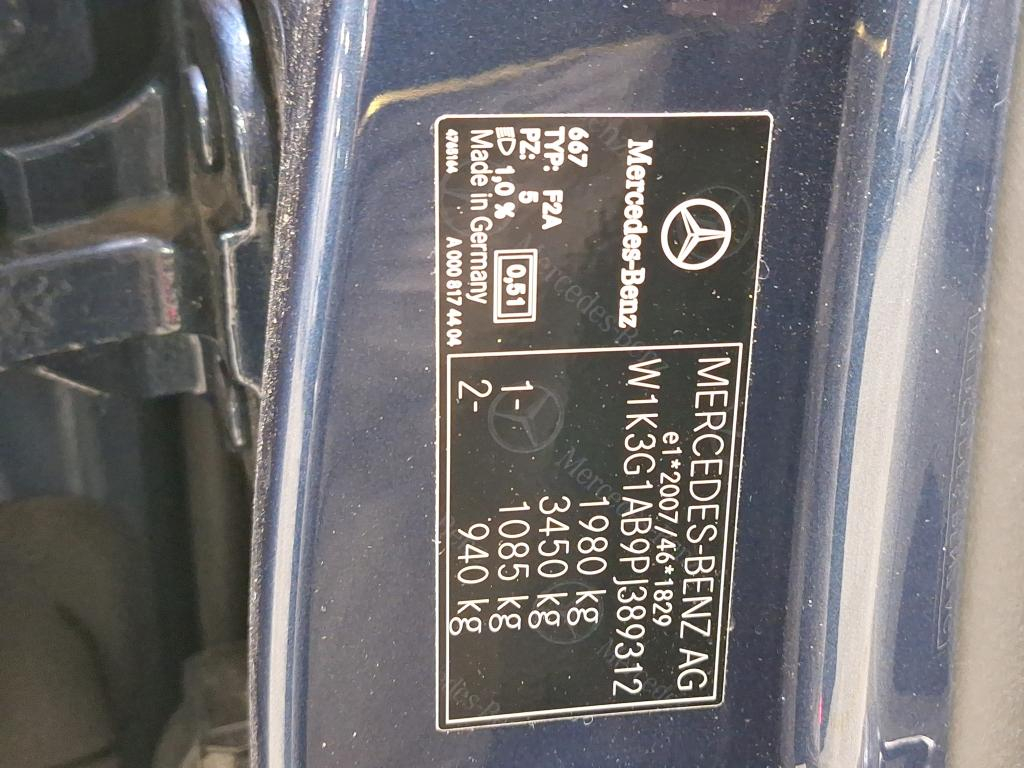 Mercedes-Benz
667
TYP: F2A
PZ: 5
1,0 % 0,51
Made in Germany
A 000 817 44 04
MERCEDES-BENZ AG
e1*2007/46*1829
W1K3G1AB9PJ389312
1980 kg
3450 kg
1- 1085 kg
2- 940 kg